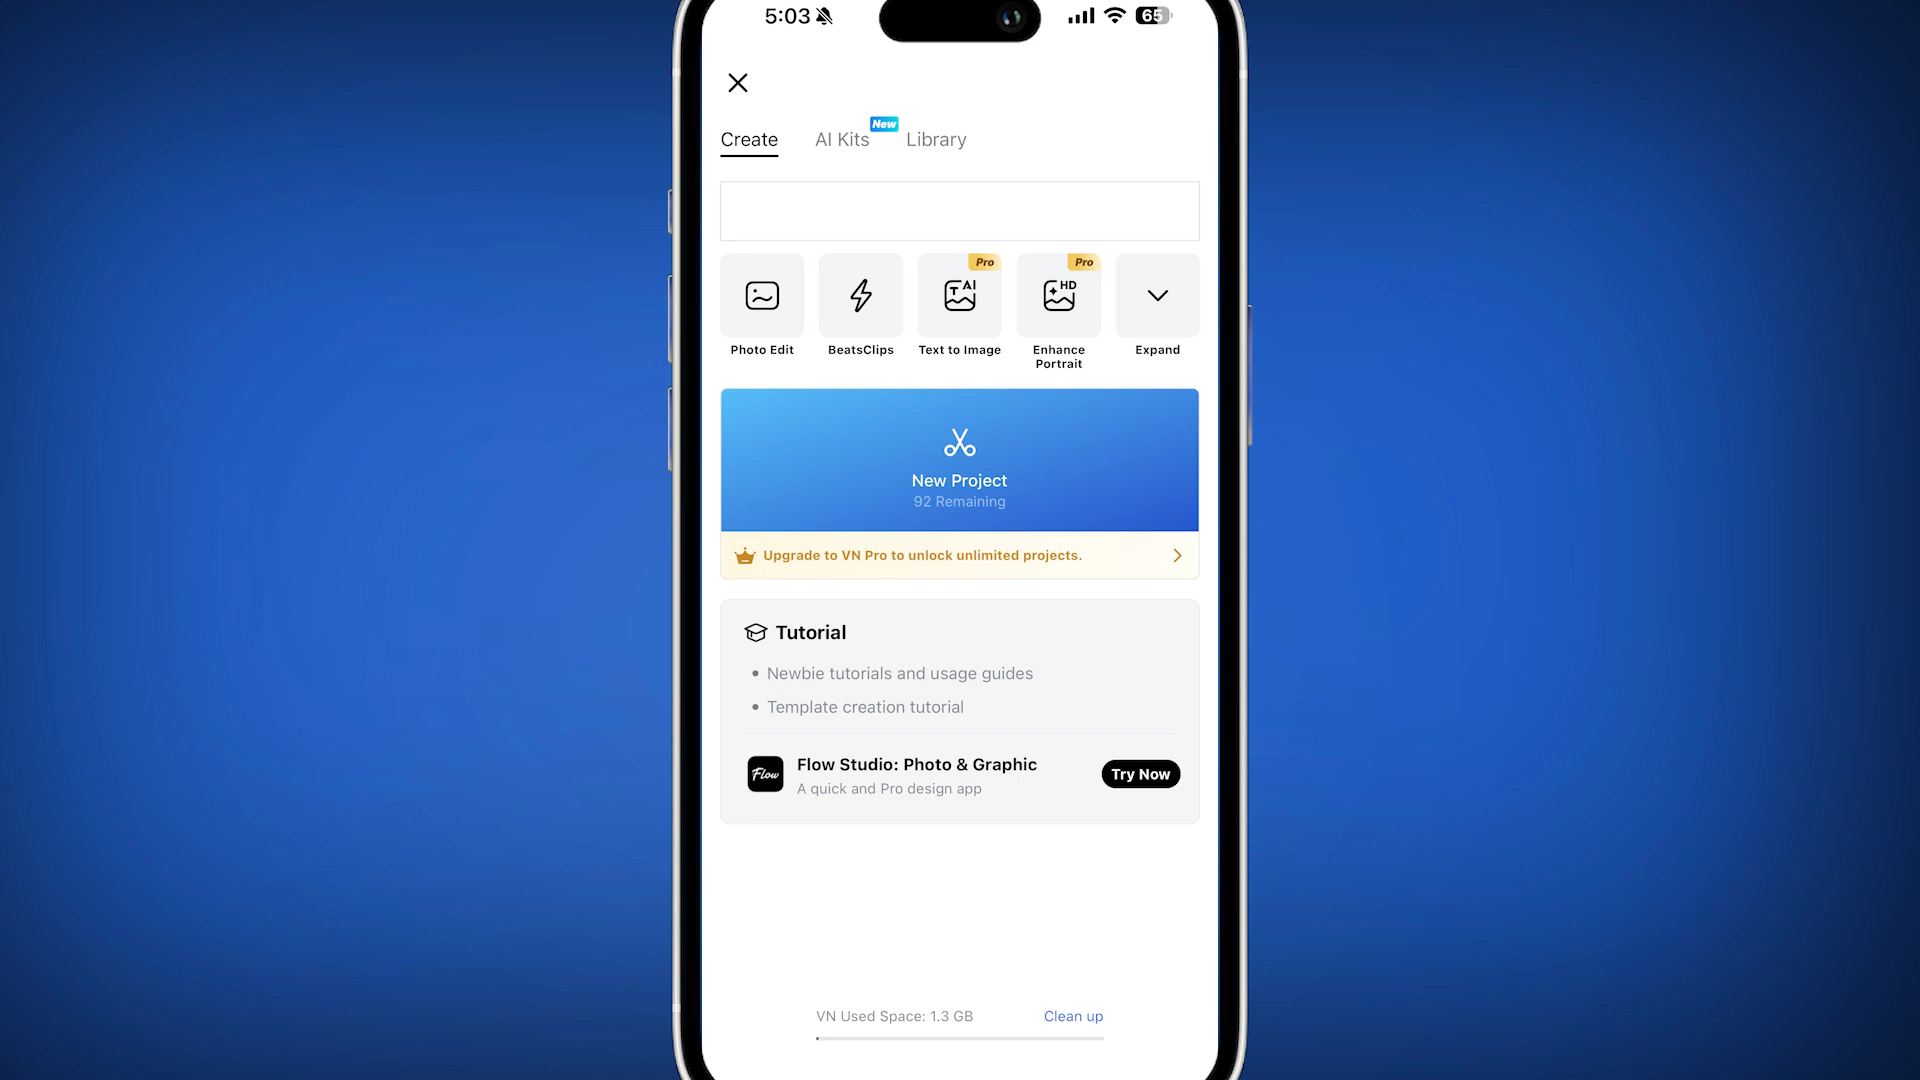 5:03
65
Create
AI Kits
New
Library
Pro
Pro
T AI
HD
Photo Edit
BeatsClips
Text to Image
Enhance
Portrait
Expand
New Project
92 Remaining
Upgrade to VN Pro to unlock unlimited projects.
Tutorial
• Newbie tutorials and usage guides
• Template creation tutorial
Flow
Flow Studio: Photo & Graphic
A quick and Pro design app
Try Now
VN Used Space: 1.3 GB
Clean up